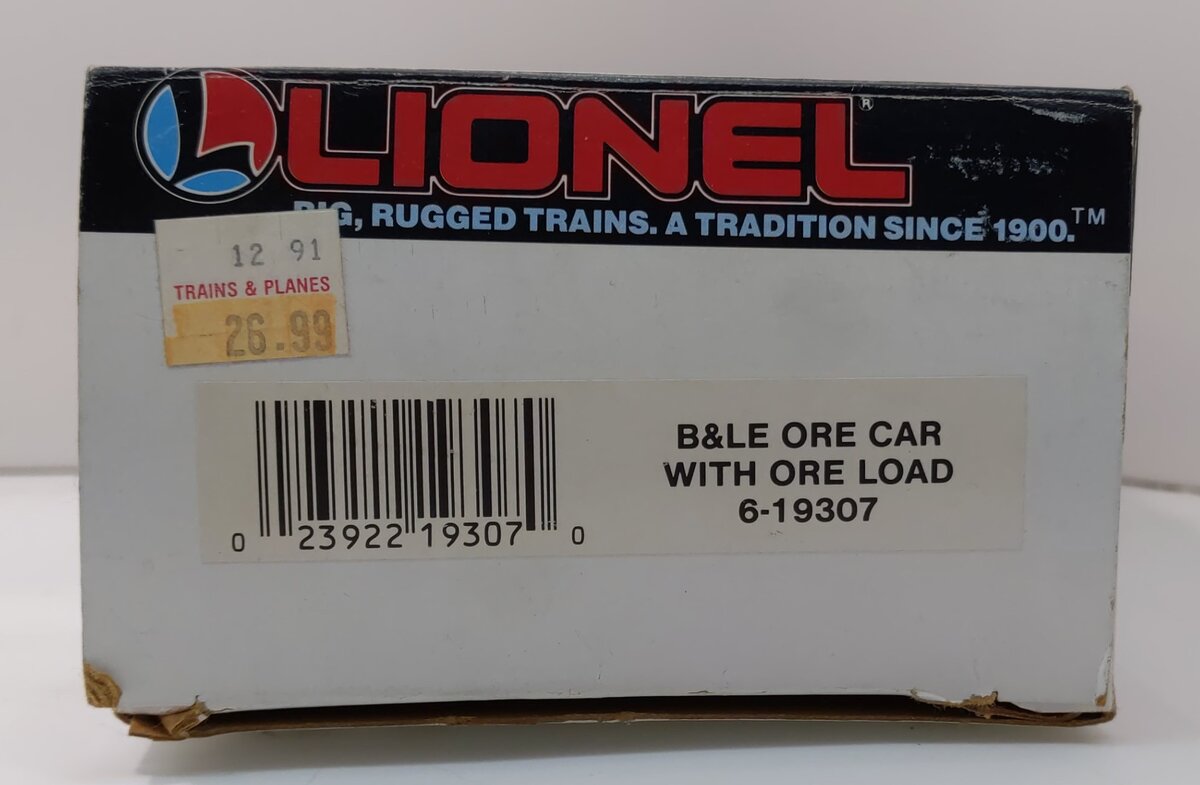 LIONEL®
BIG, RUGGED TRAINS. A TRADITION SINCE 1900.™
12 91
TRAINS & PLANES
26.99
B&LE ORE CAR
WITH ORE LOAD
6-19307
0 23922 19307 0